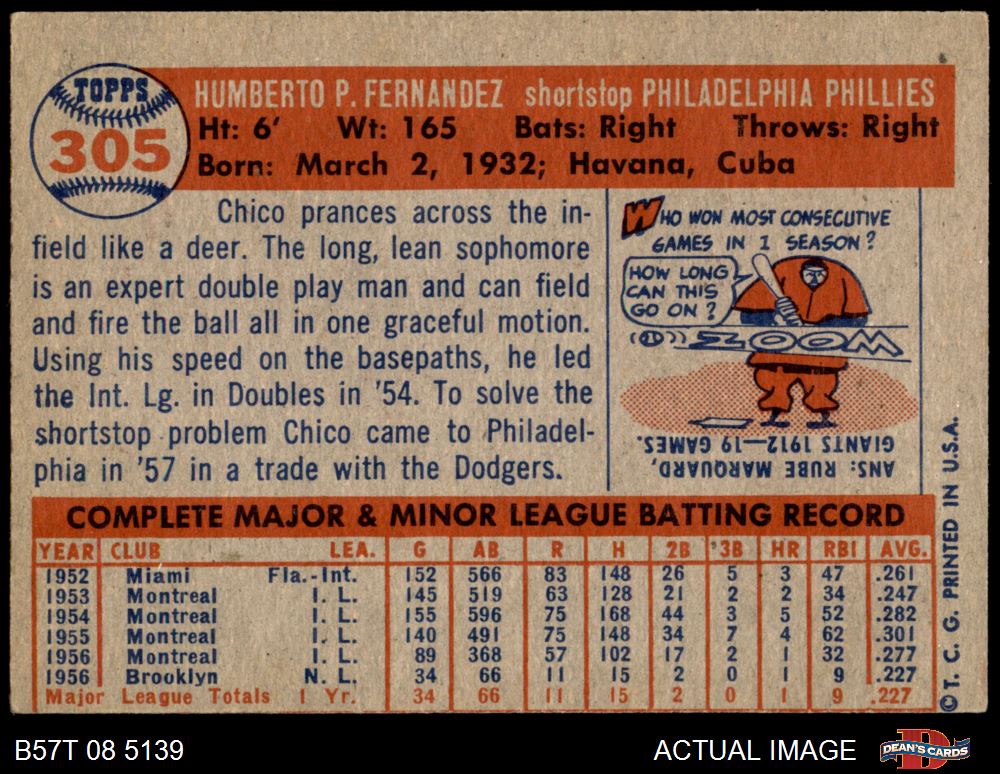 TOPPS
305
HUMBERTO P. FERNANDEZ shortstop PHILADELPHIA PHILLIES
Ht: 6' Wt: 165 Bats: Right Throws: Right
Born: March 2, 1932; Havana, Cuba
Chico prances across the in-
field like a deer. The long, lean sophomore
is an expert double play man and can field
and fire the ball all in one graceful motion.
Using his speed on the basepaths, he led
the Int. Lg. in Doubles in '54. To solve the
shortstop problem Chico came to Philadel-
phia in '57 in a trade with the Dodgers.
WHO WON MOST CONSECUTIVE
GAMES IN 1 SEASON?
HOW LONG
CAN THIS
GO ON?
ZOOM
ANS: RUBE MARQUARD,
GIANTS 1912—19 GAMES.
COMPLETE MAJOR & MINOR LEAGUE BATTING RECORD
YEAR CLUB LEA. G AB R H 2B 3B HR RBI AVG.
1952 Miami Fla.-Int. 152 566 83 148 26 5 3 47 .261
1953 Montreal I. L. 145 519 63 128 21 2 2 34 .247
1954 Montreal I. L. 155 596 75 168 44 3 5 52 .282
1955 Montreal I. L. 140 491 75 148 34 7 4 62 .301
1956 Montreal I. L. 89 368 57 102 17 2 1 32 .277
1956 Brooklyn N. L. 34 66 11 15 2 0 1 9 .227
Major League Totals 1 Yr. 34 66 11 15 2 0 1 9 .227
© T. C. G. PRINTED IN U.S.A.
B57T 08 5139
ACTUAL IMAGE
DEAN'S CARDS